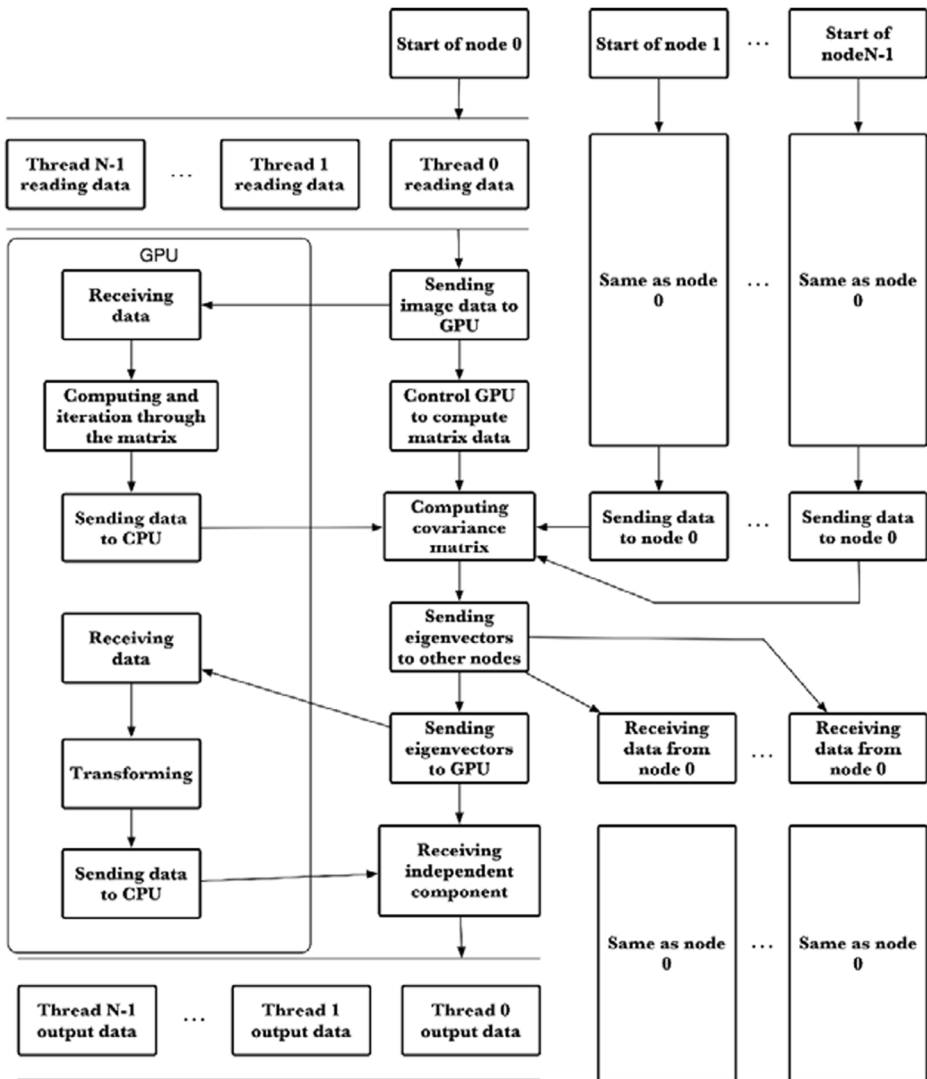 Start of node 0
Start of node 1
...
Start of
nodeN-1
Thread N-1
reading data
...
Thread 1
reading data
Thread 0
reading data
GPU
Receiving
data
Sending
image data to
GPU
Same as node
0
...
Same as node
0
Computing and
iteration through
the matrix
Control GPU
to compute
matrix data
Sending data
to CPU
Computing
covariance
matrix
Sending data
to node 0
...
Sending data
to node 0
Receiving
data
Sending
eigenvectors
to other nodes
Sending
eigenvectors
to GPU
Receiving
data from
node 0
...
Receiving
data from
node 0
Transforming
Sending data
to CPU
Receiving
independent
component
Same as node
0
...
Same as node
0
Thread N-1
output data
...
Thread 1
output data
Thread 0
output data